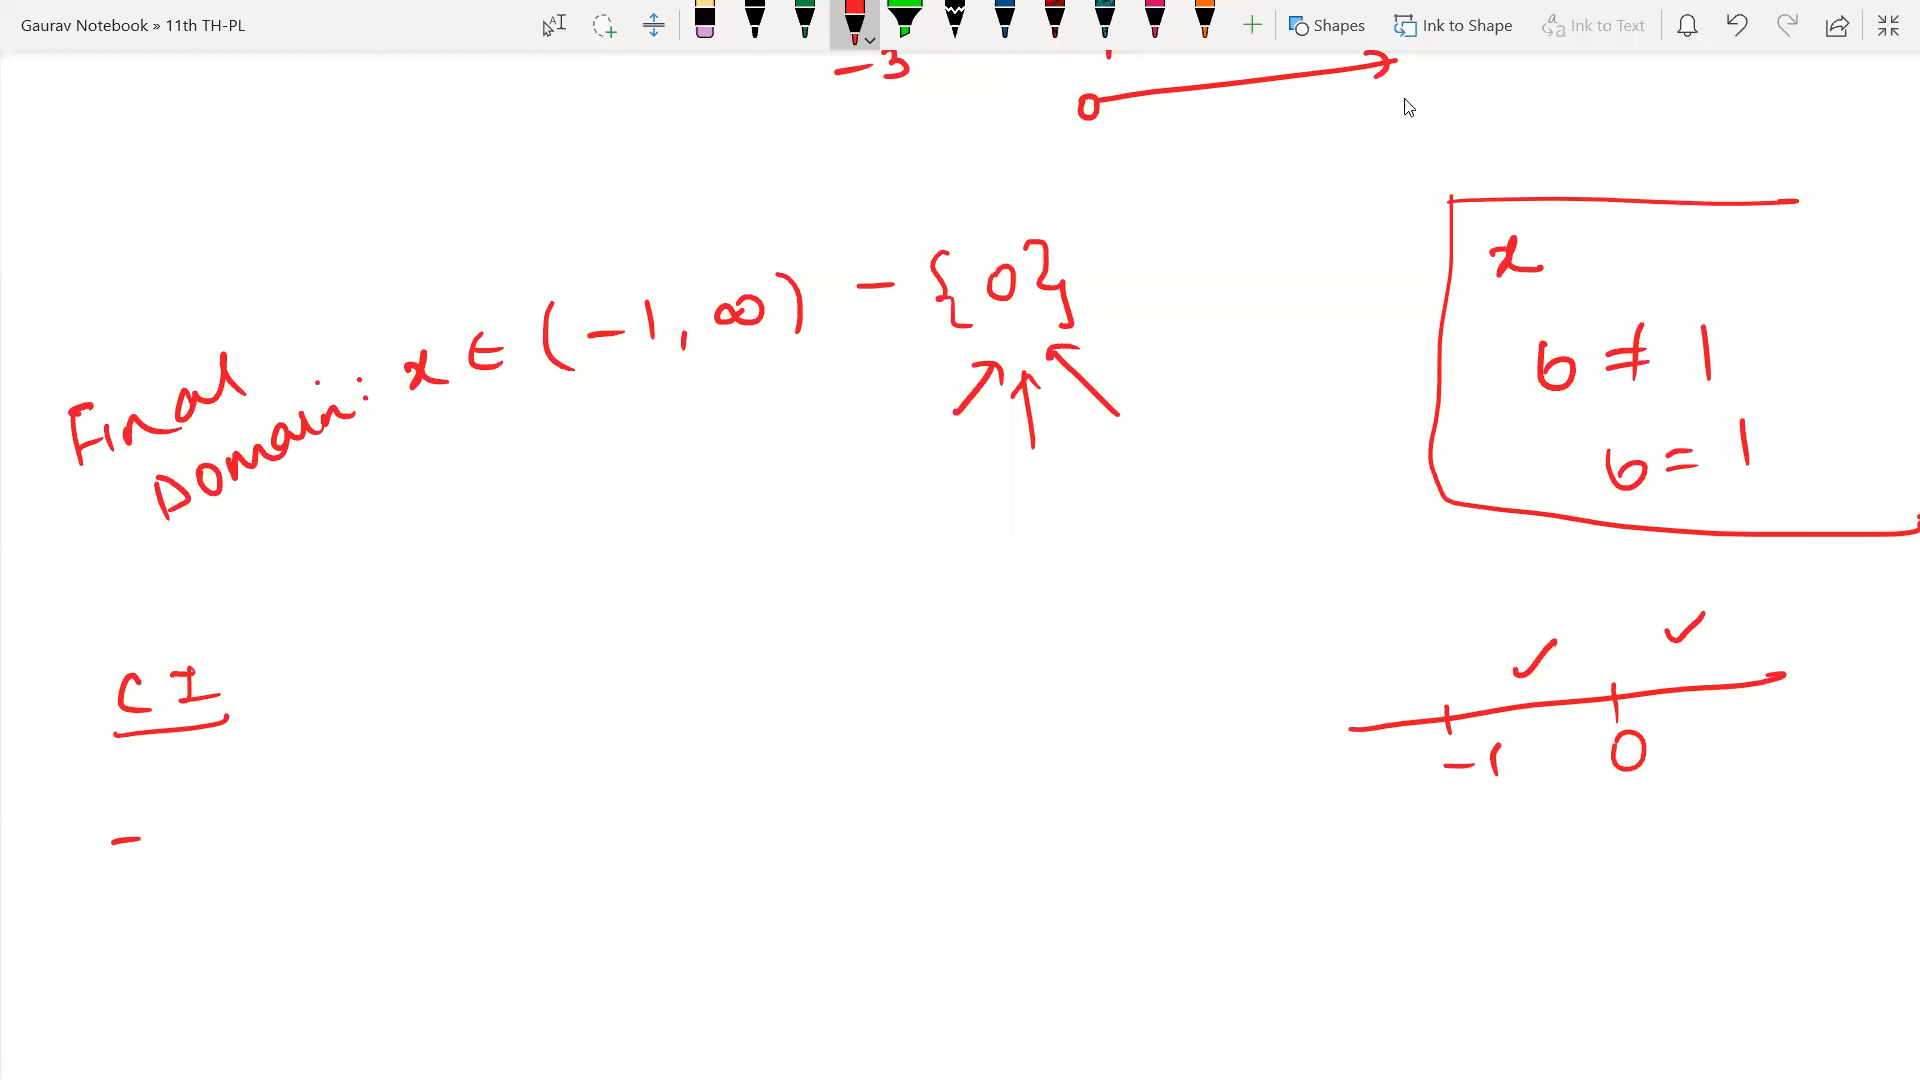 Gaurav Notebook » 11th TH-PL
Shapes
Ink to Shape
Ink to Text
-3
0
Final
Domain: x ∈ (-1, ∞) - {0}
x
b ≠ 1
b = 1
C I
-1 0
-